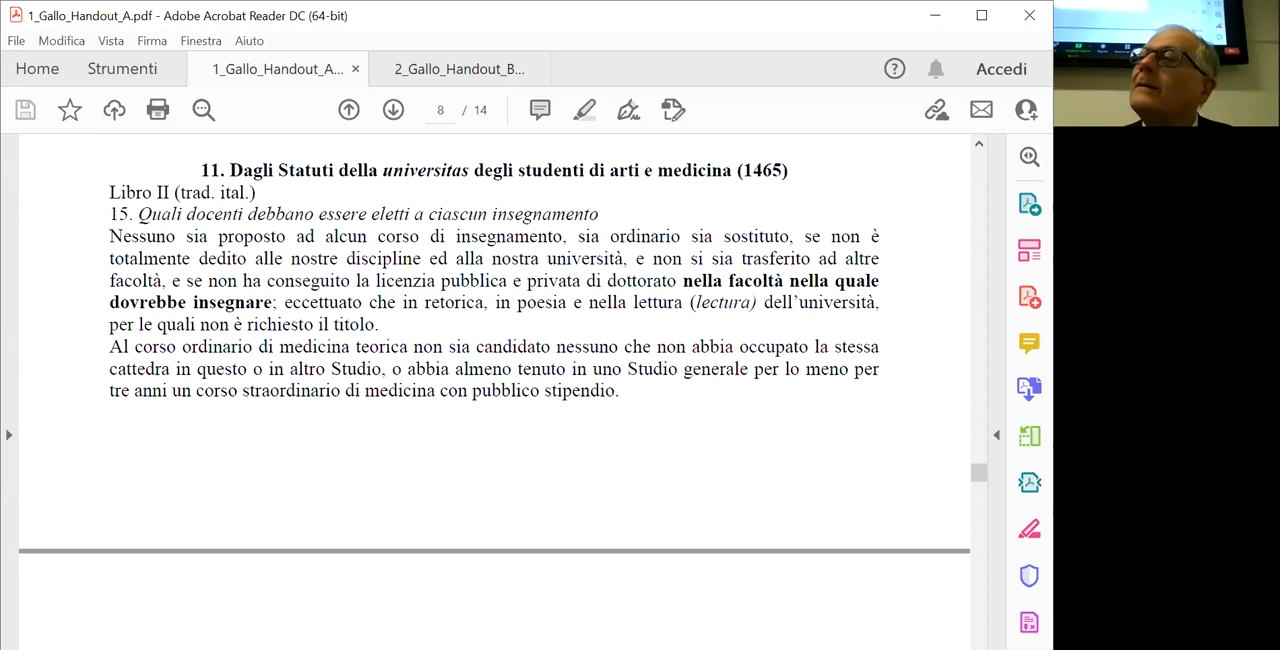 1_Gallo_Handout_A.pdf - Adobe Acrobat Reader DC (64-bit)
File Modifica Vista Firma Finestra Aiuto
Home Strumenti 1_Gallo_Handout_A... × 2_Gallo_Handout_B... Accedi
8 / 14
11. Dagli Statuti della universitas degli studenti di arti e medicina (1465)
Libro II (trad. ital.)
15. Quali docenti debbano essere eletti a ciascun insegnamento
Nessuno sia proposto ad alcun corso di insegnamento, sia ordinario sia sostituto, se non è
totalmente dedito alle nostre discipline ed alla nostra università, e non si sia trasferito ad altre
facoltà, e se non ha conseguito la licenzia pubblica e privata di dottorato nella facoltà nella quale
dovrebbe insegnare; eccettuato che in retorica, in poesia e nella lettura (lectura) dell’università,
per le quali non è richiesto il titolo.
Al corso ordinario di medicina teorica non sia candidato nessuno che non abbia occupato la stessa
cattedra in questo o in altro Studio, o abbia almeno tenuto in uno Studio generale per lo meno per
tre anni un corso straordinario di medicina con pubblico stipendio.